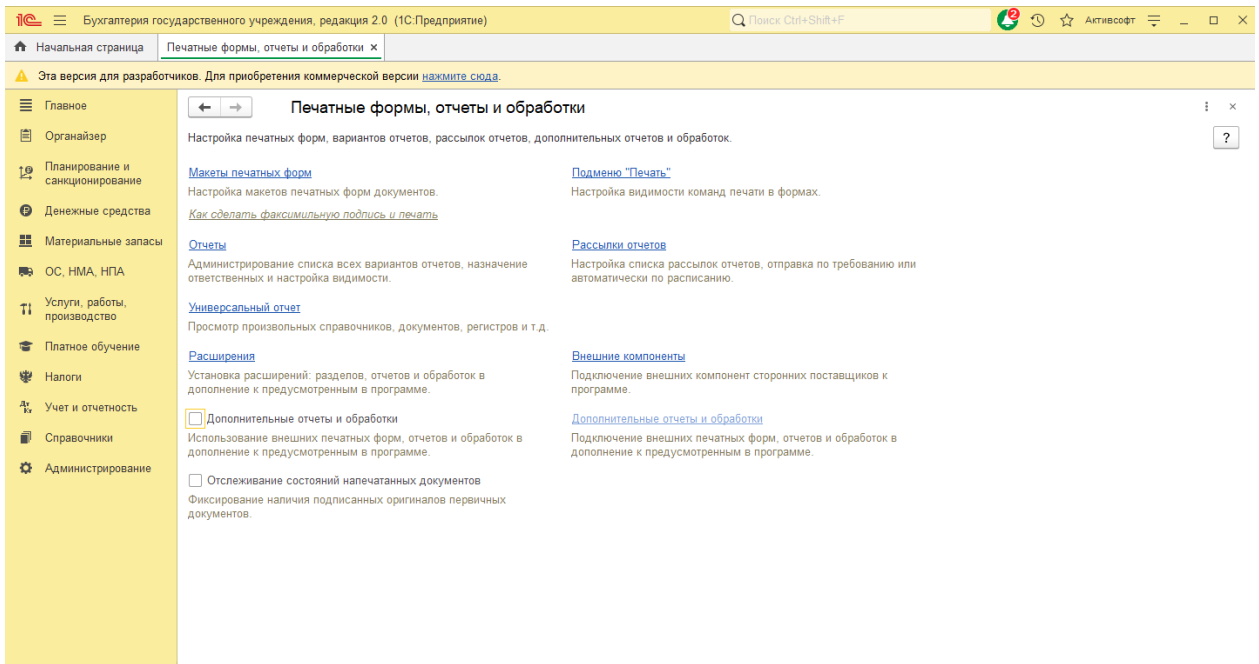 1С Бухгалтерия государственного учреждения, редакция 2.0 (1С:Предприятие) Поиск Ctrl+Shift+F 2 Активсофт
Начальная страница Печатные формы, отчеты и обработки ×
Эта версия для разработчиков. Для приобретения коммерческой версии нажмите сюда.
Главное
Органайзер
Планирование и
санкционирование
Денежные средства
Материальные запасы
ОС, НМА, НПА
Услуги, работы,
производство
Платное обучение
Налоги
Учет и отчетность
Справочники
Администрирование
Печатные формы, отчеты и обработки
Настройка печатных форм, вариантов отчетов, рассылок отчетов, дополнительных отчетов и обработок. ?
Макеты печатных форм
Настройка макетов печатных форм документов.
Как сделать факсимильную подпись и печать
Подменю "Печать"
Настройка видимости команд печати в формах.
Отчеты
Администрирование списка всех вариантов отчетов, назначение
ответственных и настройка видимости.
Рассылки отчетов
Настройка списка рассылок отчетов, отправка по требованию или
автоматически по расписанию.
Универсальный отчет
Просмотр произвольных справочников, документов, регистров и т.д.
Расширения
Установка расширений: разделов, отчетов и обработок в
дополнение к предусмотренным в программе.
Внешние компоненты
Подключение внешних компонент сторонних поставщиков к
программе.
Дополнительные отчеты и обработки
Использование внешних печатных форм, отчетов и обработок в
дополнение к предусмотренным в программе.
Дополнительные отчеты и обработки
Подключение внешних печатных форм, отчетов и обработок в
дополнение к предусмотренным в программе.
Отслеживание состояний напечатанных документов
Фиксирование наличия подписанных оригиналов первичных
документов.